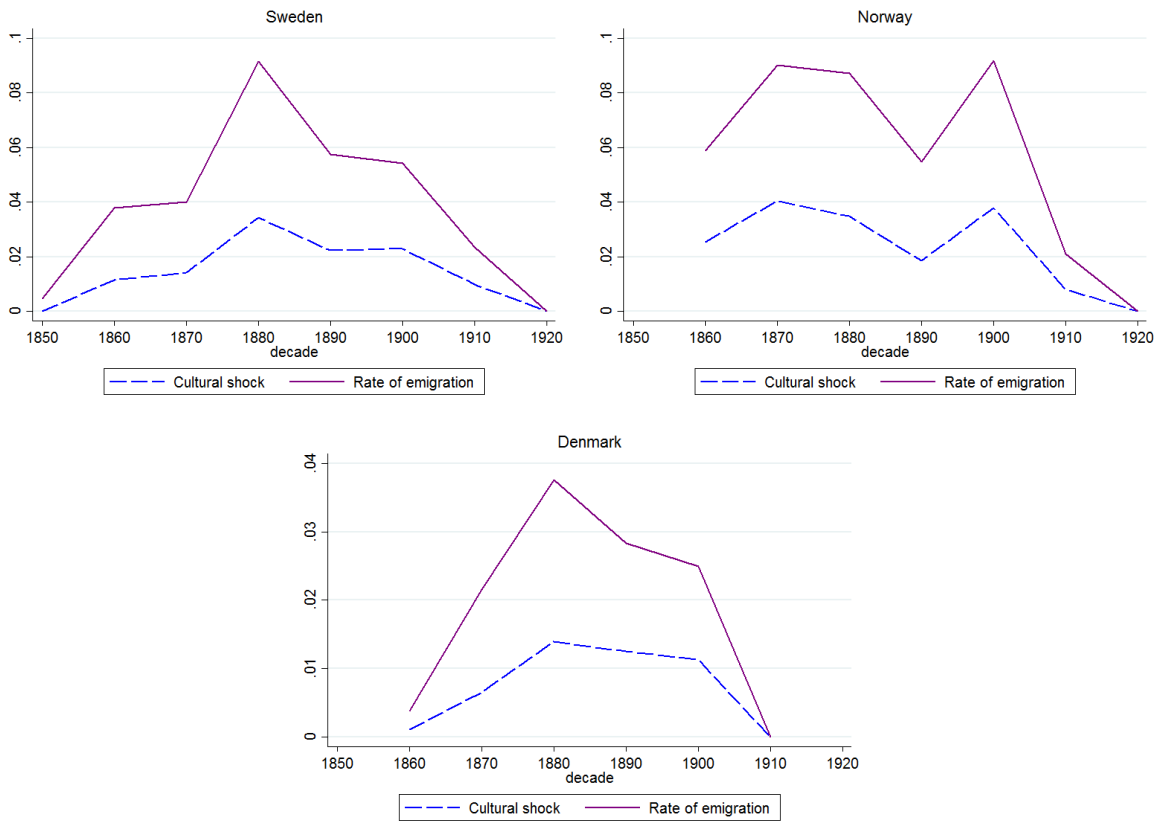 Sweden
.1
.08
.06
.04
.02
0
1850 1860 1870 1880 1890 1900 1910 1920
decade
Cultural shock Rate of emigration
Norway
.1
.08
.06
.04
.02
0
1850 1860 1870 1880 1890 1900 1910 1920
decade
Cultural shock Rate of emigration
Denmark
.04
.03
.02
.01
0
1850 1860 1870 1880 1890 1900 1910 1920
decade
Cultural shock Rate of emigration